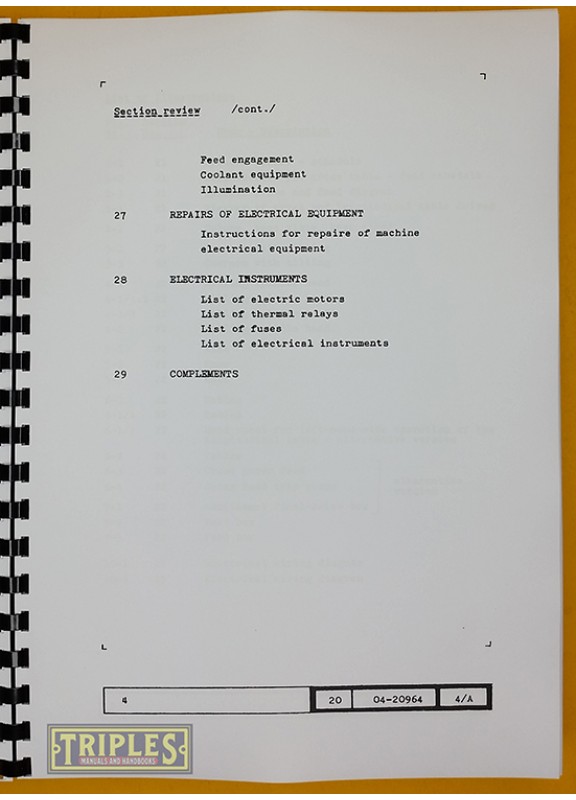 Section review /cont./
Feed engagement
Coolant equipment
Illumination
27 REPAIRS OF ELECTRICAL EQUIPMENT
Instructions for repaire of machine
electrical equipment
28 ELECTRICAL INSTRUMENTS
List of electric motors
List of thermal relays
List of fuses
List of electrical instruments
29 COMPLEMENTS
4 20 04-20964 4/A
TRIPLES
MANUALS AND HANDBOOKS